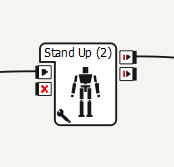 Stand Up (2)